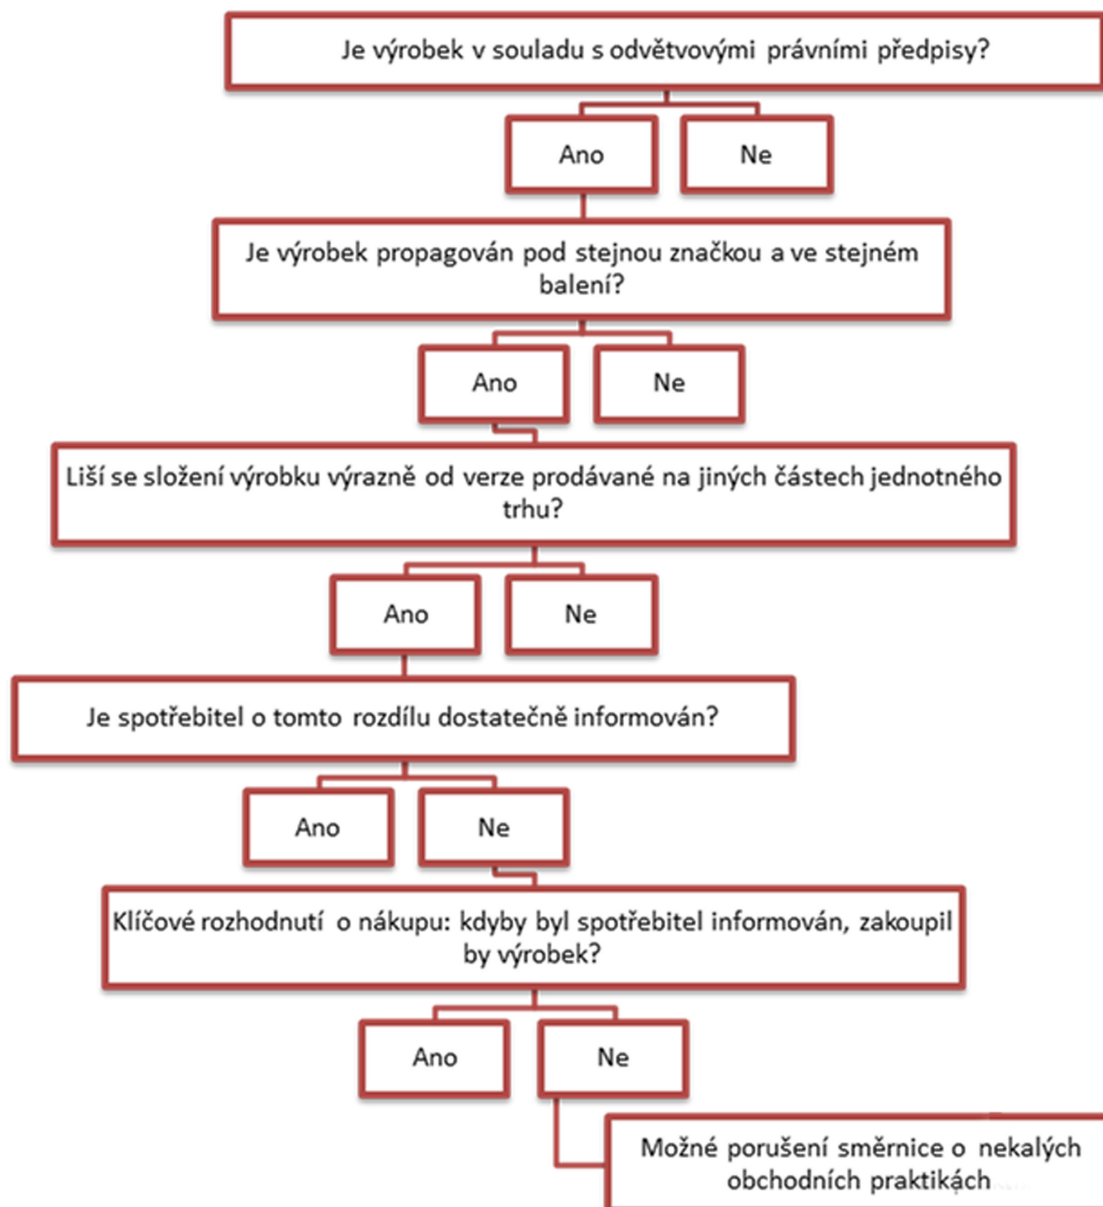 Je výrobek v souladu s odvětvovými právními předpisy?
Ano
Ne
Je výrobek propagován pod stejnou značkou a ve stejném
balení?
Ano
Ne
Liší se složení výrobku výrazně od verze prodávané na jiných částech jednotného
trhu?
Ano
Ne
Je spotřebitel o tomto rozdílu dostatečně informován?
Ano
Ne
Klíčové rozhodnutí o nákupu: kdyby byl spotřebitel informován, zakoupil
by výrobek?
Ano
Ne
Možné porušení směrnice o nekalých
obchodních praktikách